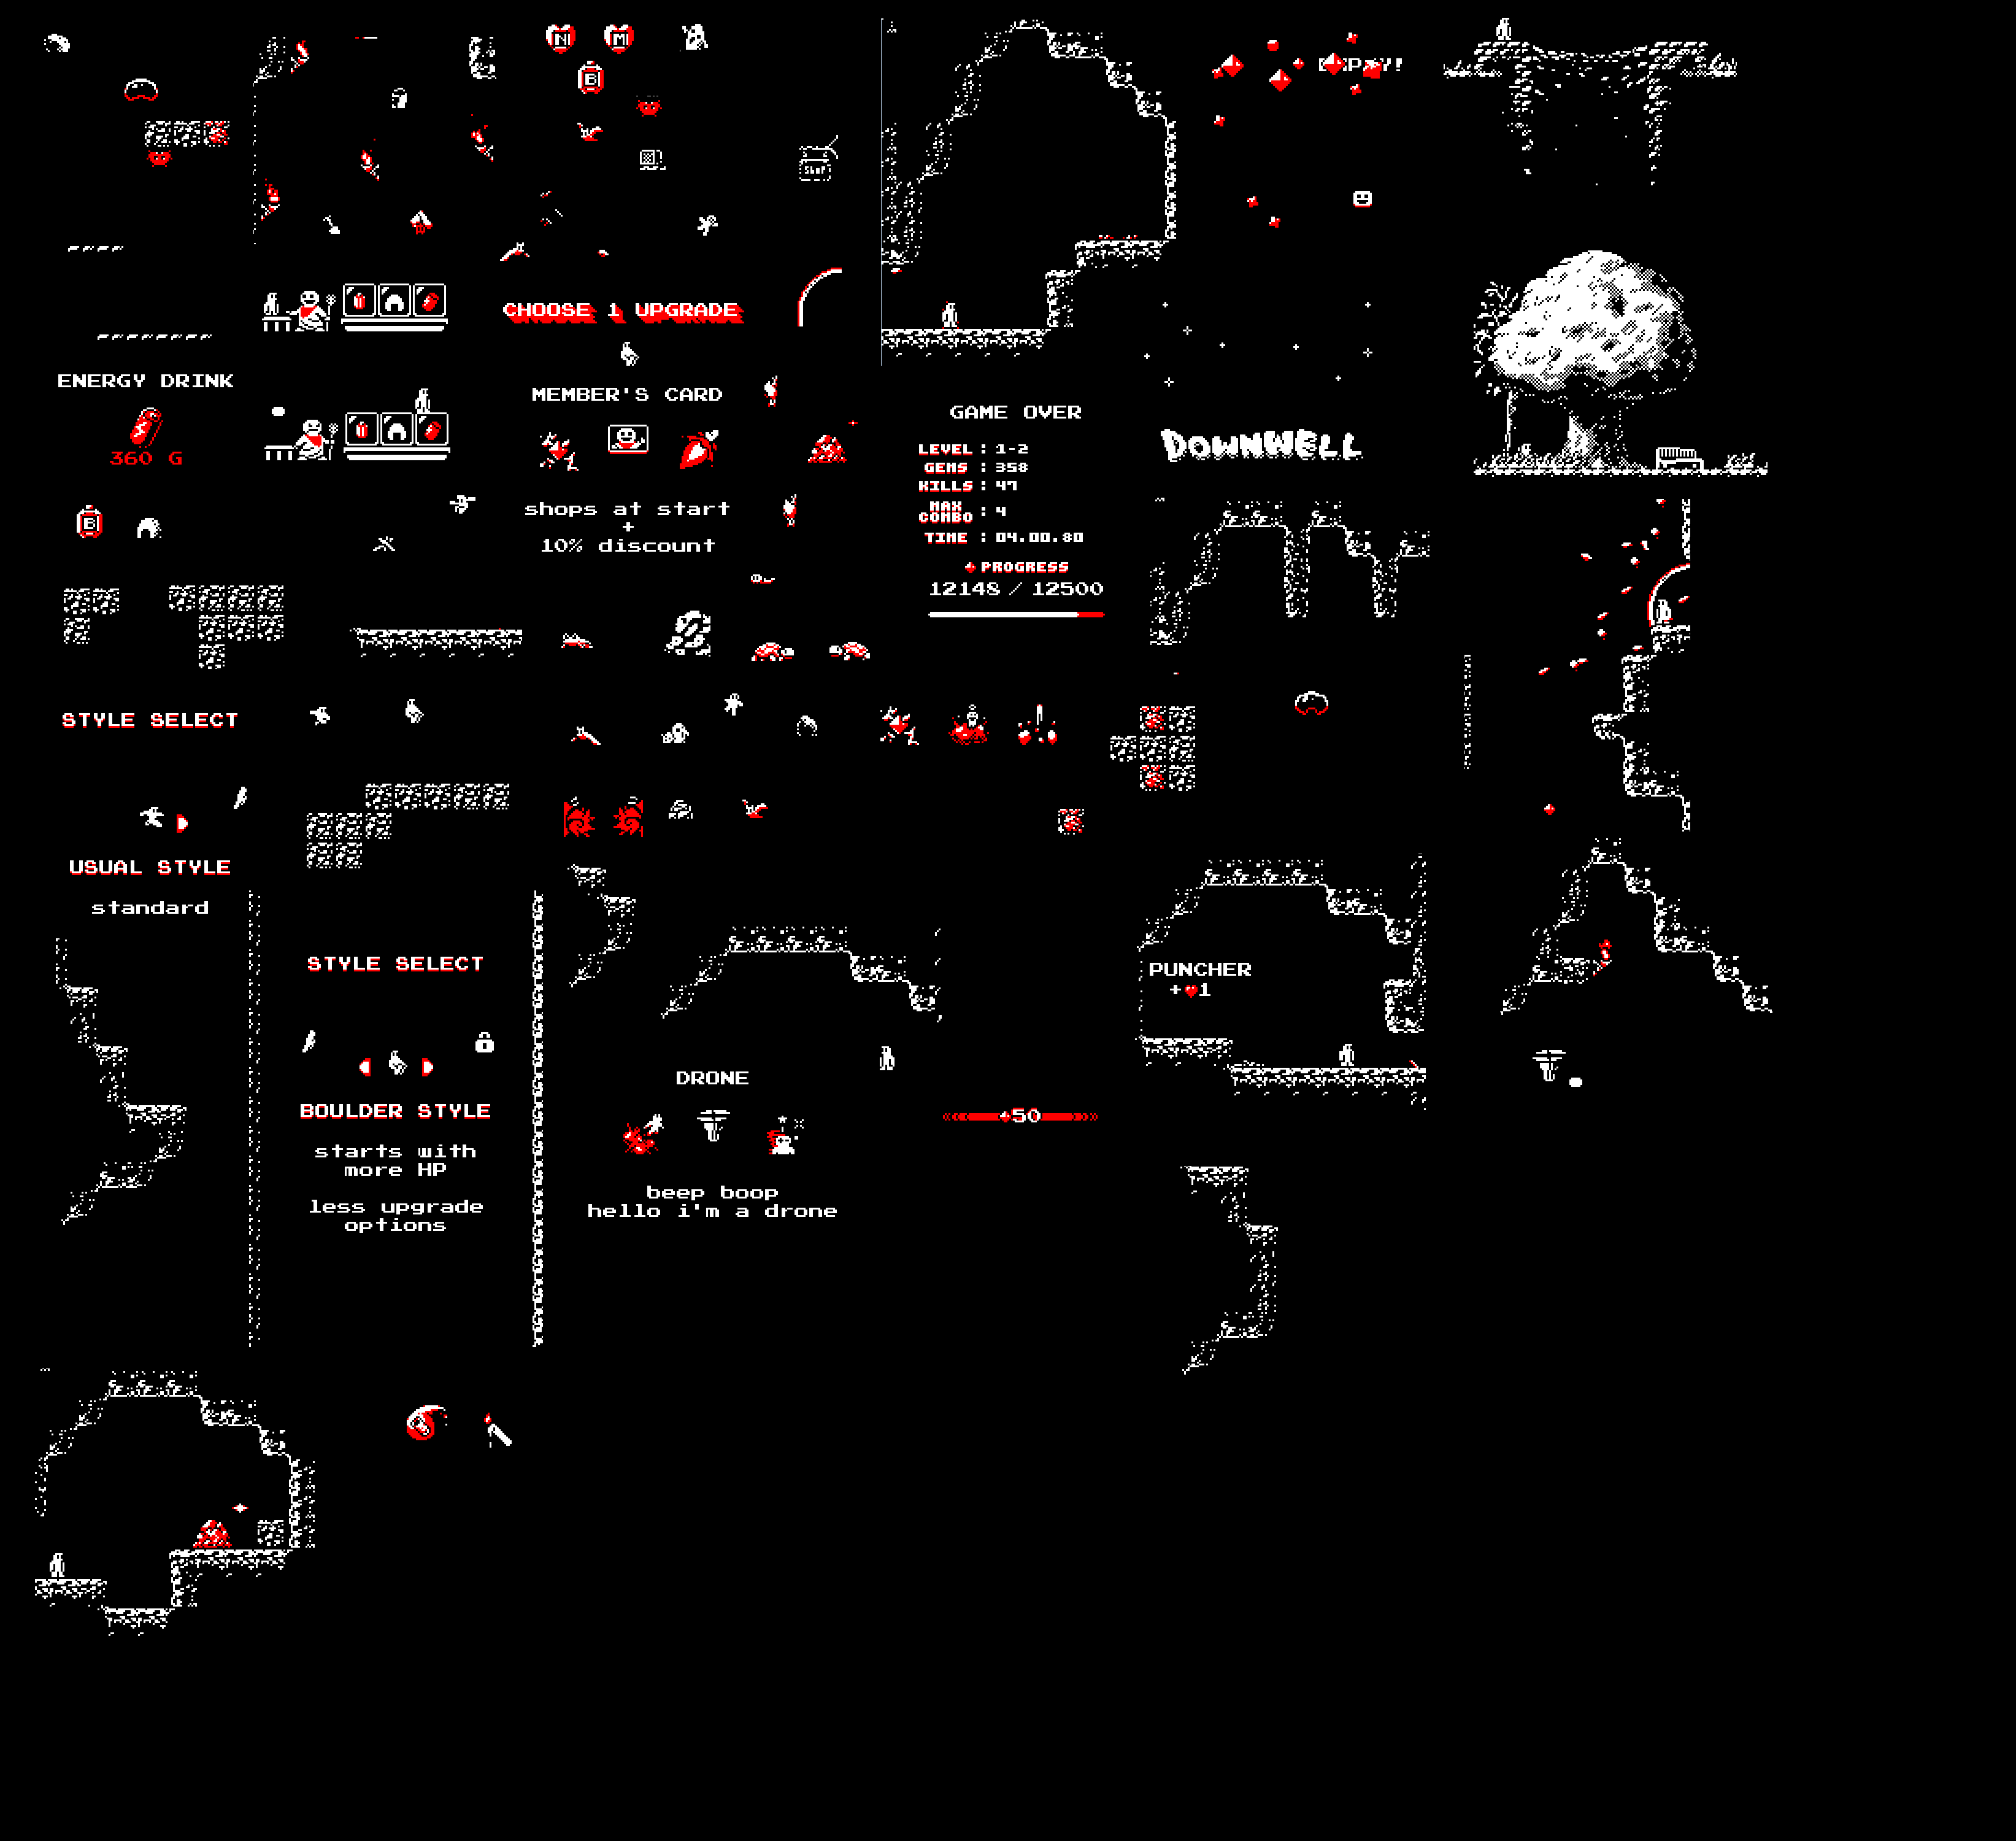 N M
B
Shop
CHOOSE 1 UPGRADE
ENERGY DRINK
360 G
MEMBER'S CARD
shops at start
+
10% discount
B
GAME OVER
LEVEL : 1-2
GEMS : 358
KILLS : 47
MAX COMBO : 4
TIME : 04.00.80
PROGRESS
12148 / 12500
DOWNWELL
STYLE SELECT
USUAL STYLE
standard
STYLE SELECT
BOULDER STYLE
starts with
more HP
less upgrade
options
DRONE
beep boop
hello i'm a drone
+50
PUNCHER
+1